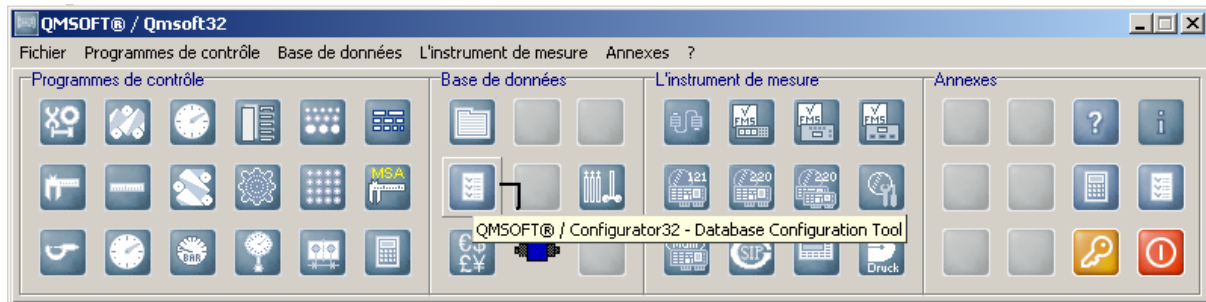 QMSOFT® / Qmsoft32
Fichier Programmes de contrôle Base de données L'instrument de mesure Annexes ?
Programmes de contrôle
Base de données
L'instrument de mesure
Annexes
V
FMS
V
FMS
V
FMS
?
i
MSA
121
220
220
QMSOFT® / Configurator32 - Database Configuration Tool
BAR
€$
£¥
SIP
Druck